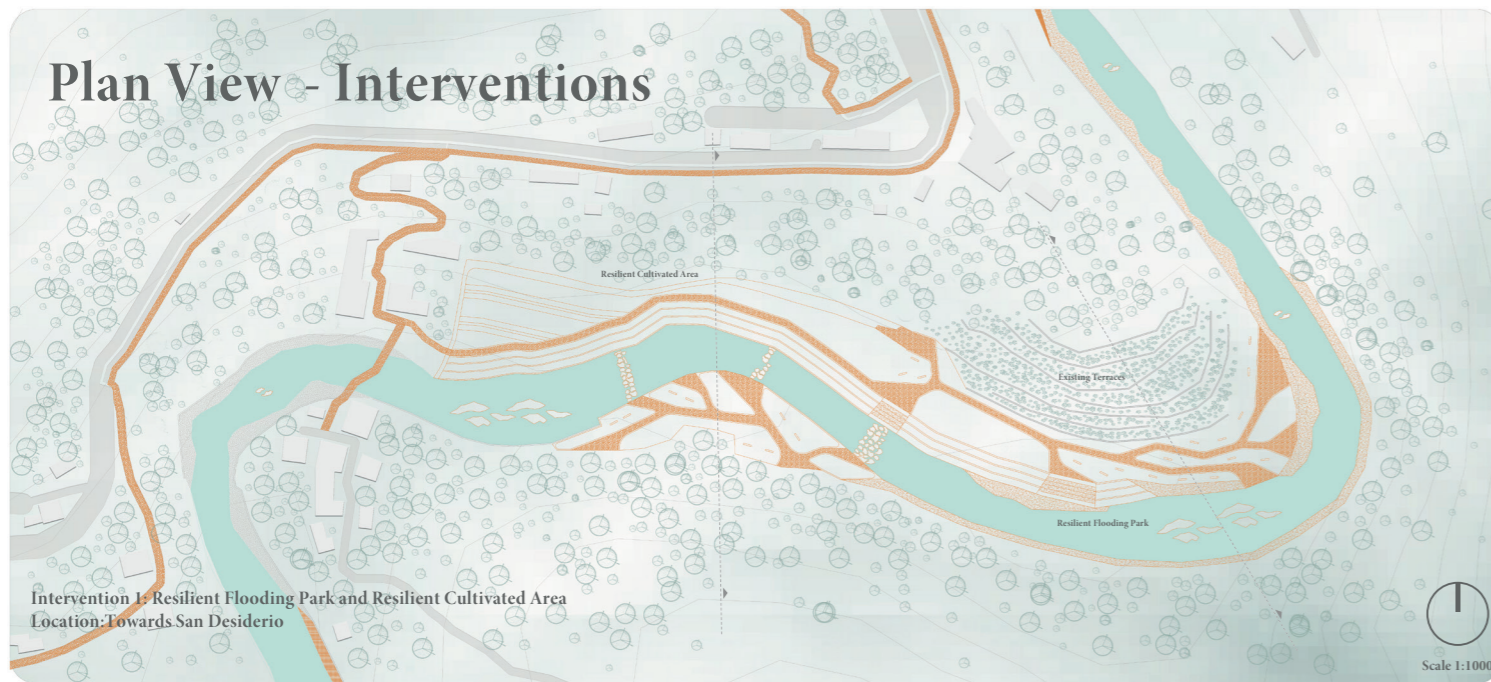 Plan View - Interventions
Resilient Cultivated Area
Existing Terraces
Resilient Flooding Park
Intervention 1: Resilient Flooding Park and Resilient Cultivated Area
Location:Towards San Desiderio
Scale 1:1000